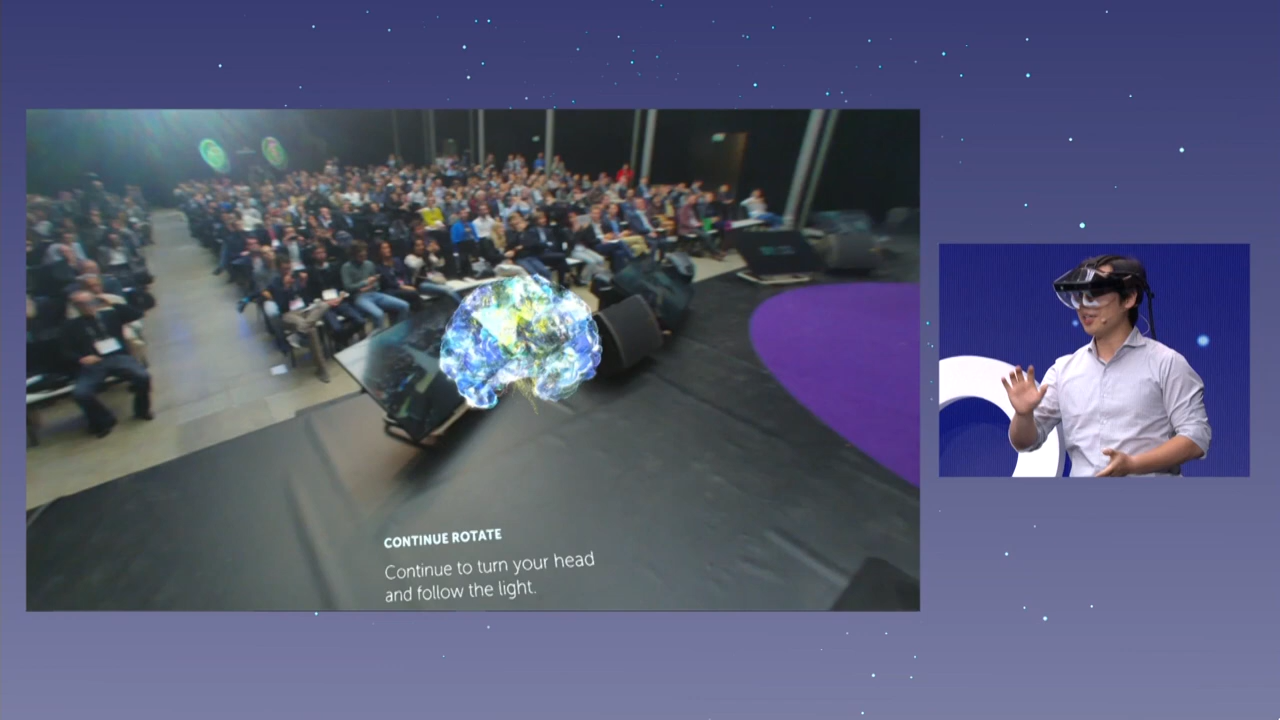 CONTINUE ROTATE
Continue to turn your head
and follow the light.